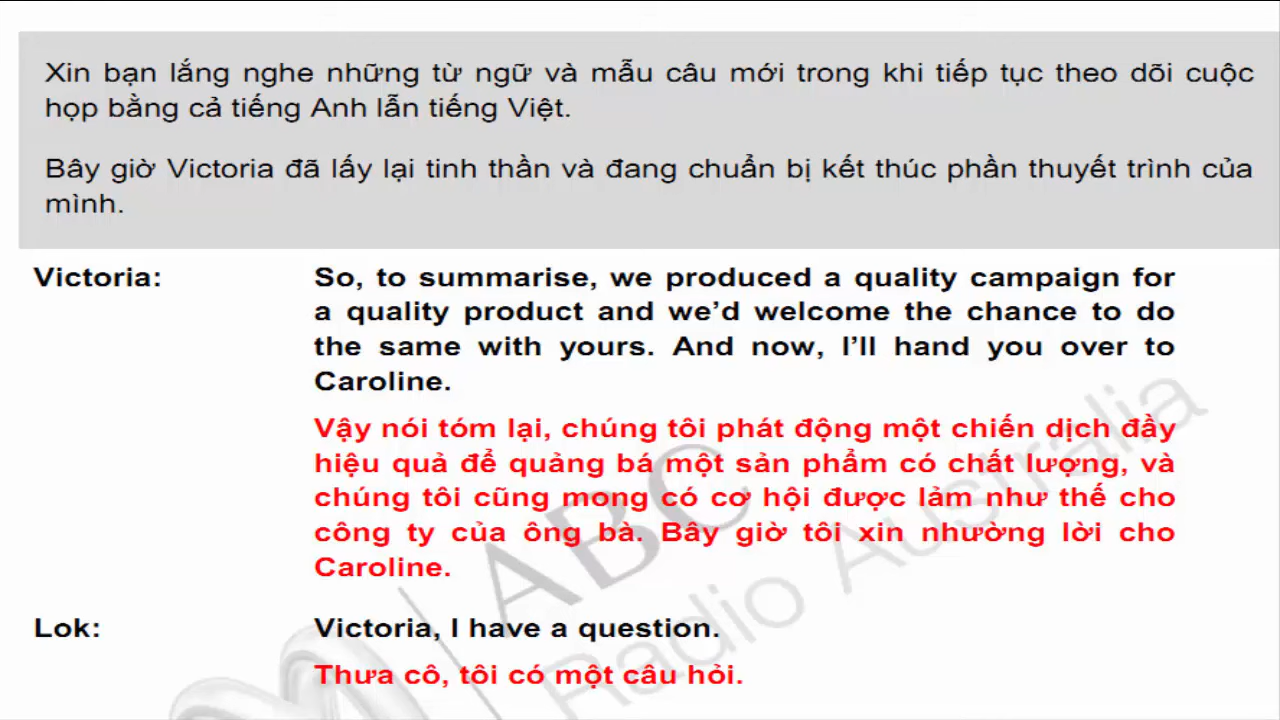 Xin bạn lắng nghe những từ ngữ và mẫu câu mới trong khi tiếp tục theo dõi cuộc
họp bằng cả tiếng Anh lẫn tiếng Việt.
Bây giờ Victoria đã lấy lại tinh thần và đang chuẩn bị kết thúc phần thuyết trình của
mình.
Victoria: So, to summarise, we produced a quality campaign for
a quality product and we’d welcome the chance to do
the same with yours. And now, I’ll hand you over to
Caroline.
Vậy nói tóm lại, chúng tôi phát động một chiến dịch đầy
hiệu quả để quảng bá một sản phẩm có chất lượng, và
chúng tôi cũng mong có cơ hội được lảm như thế cho
công ty của ông bà. Bây giờ tôi xin nhường lời cho
Caroline.
Lok: Victoria, I have a question.
Thưa cô, tôi có một câu hỏi.
ABC
Radio Australia